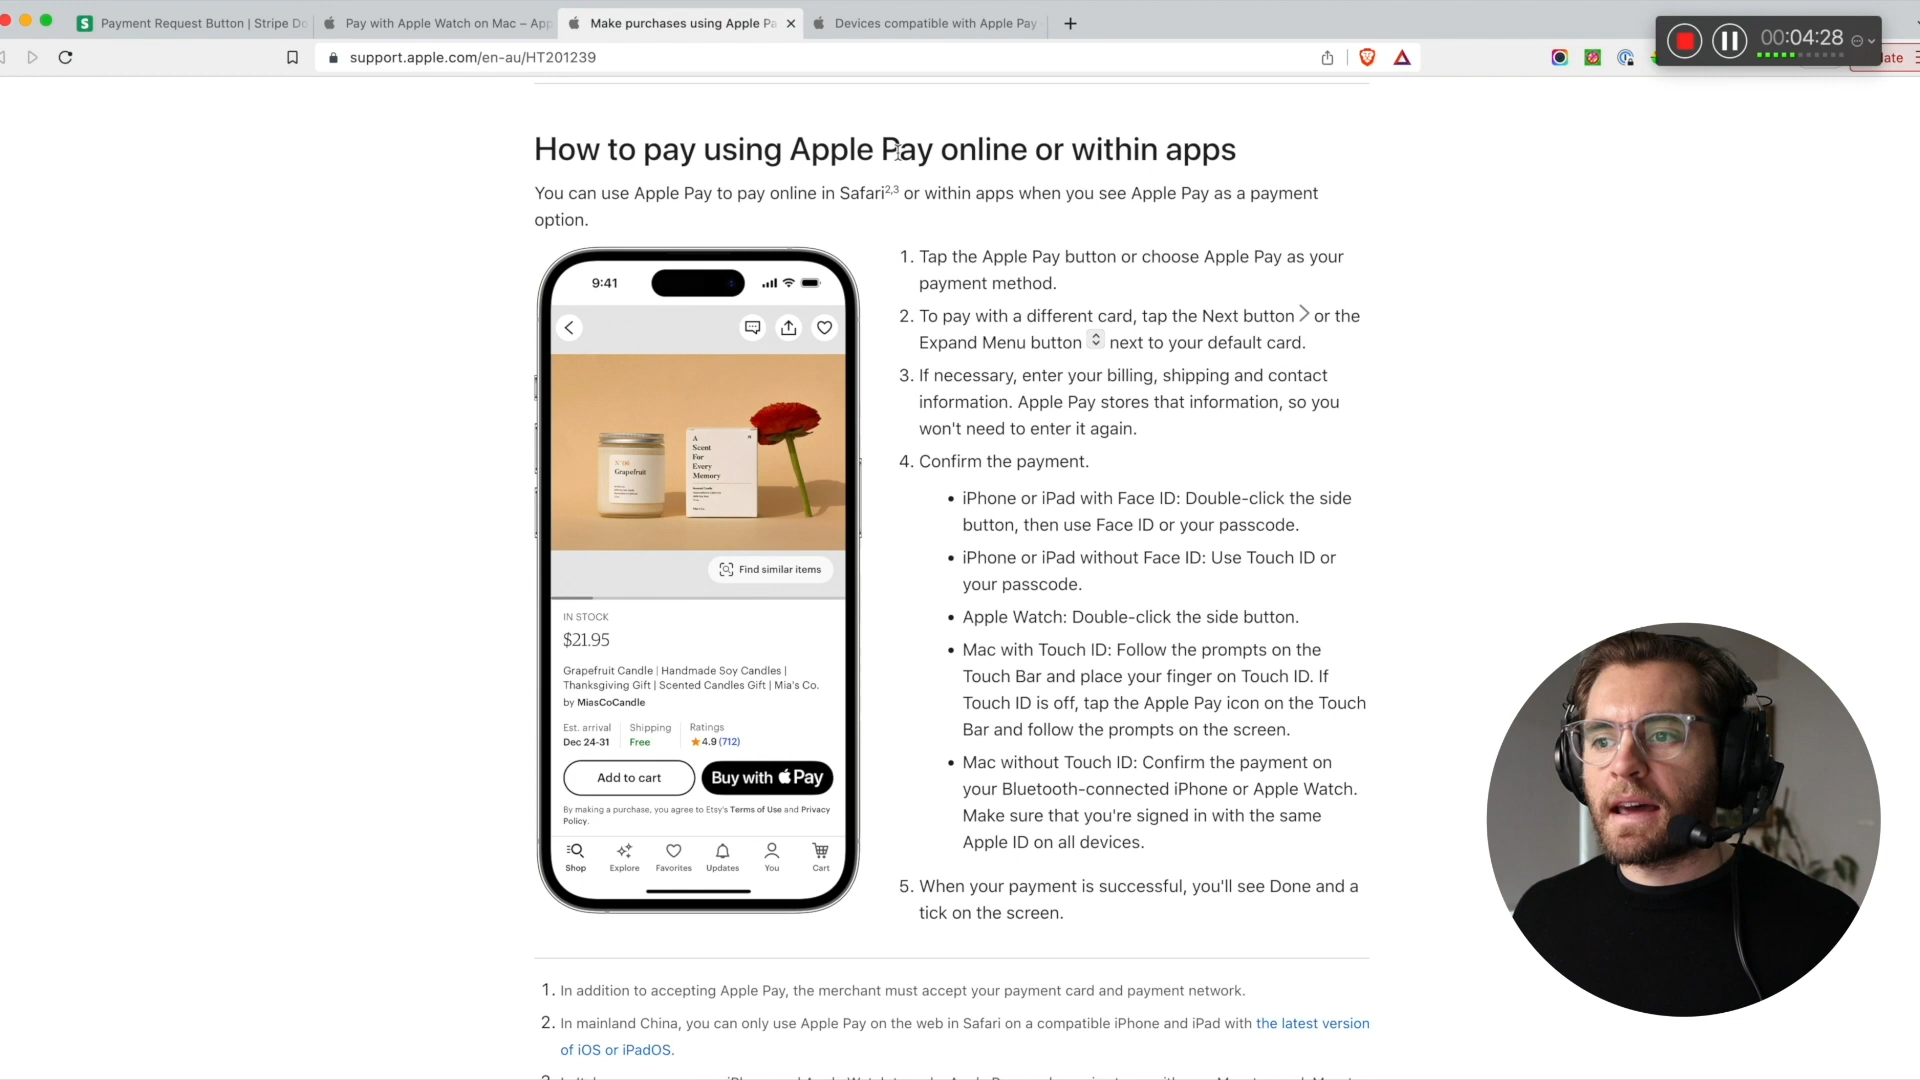 Payment Request Button | Stripe Do
Pay with Apple Watch on Mac – App
Make purchases using Apple Pa
Devices compatible with Apple Pay
00:04:28
support.apple.com/en-au/HT201239
How to pay using Apple Pay online or within apps
You can use Apple Pay to pay online in Safari2,3 or within apps when you see Apple Pay as a payment
option.
9:41
N° 06
Grapefruit
A
Scent
For
Every
Memory
Find similar items
IN STOCK
$21.95
Grapefruit Candle | Handmade Soy Candles |
Thanksgiving Gift | Scented Candles Gift | Mia's Co.
by MiasCoCandle
Est. arrival Shipping Ratings
Dec 24-31 Free ★4.9 (712)
Add to cart Buy with Pay
By making a purchase, you agree to Etsy's Terms of Use and Privacy
Policy.
Shop Explore Favorites Updates You Cart
1. Tap the Apple Pay button or choose Apple Pay as your
payment method.
2. To pay with a different card, tap the Next button > or the
Expand Menu button next to your default card.
3. If necessary, enter your billing, shipping and contact
information. Apple Pay stores that information, so you
won't need to enter it again.
4. Confirm the payment.
• iPhone or iPad with Face ID: Double-click the side
button, then use Face ID or your passcode.
• iPhone or iPad without Face ID: Use Touch ID or
your passcode.
• Apple Watch: Double-click the side button.
• Mac with Touch ID: Follow the prompts on the
Touch Bar and place your finger on Touch ID. If
Touch ID is off, tap the Apple Pay icon on the Touch
Bar and follow the prompts on the screen.
• Mac without Touch ID: Confirm the payment on
your Bluetooth-connected iPhone or Apple Watch.
Make sure that you're signed in with the same
Apple ID on all devices.
5. When your payment is successful, you'll see Done and a
tick on the screen.
1. In addition to accepting Apple Pay, the merchant must accept your payment card and payment network.
2. In mainland China, you can only use Apple Pay on the web in Safari on a compatible iPhone and iPad with the latest version
of iOS or iPadOS.